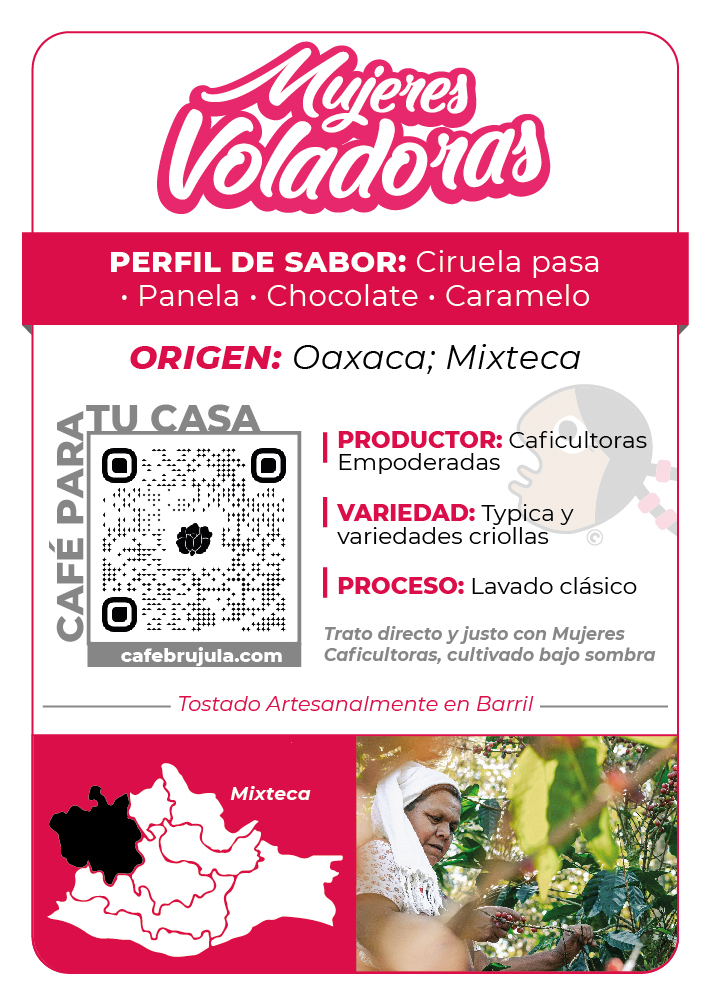 Mujeres
Voladoras
PERFIL DE SABOR: Ciruela pasa
• Panela • Chocolate • Caramelo
ORIGEN: Oaxaca; Mixteca
CAFÉ PARA
TU CASA
cafebrujula.com
PRODUCTOR: Caficultoras
Empoderadas
VARIEDAD: Typica y
variedades criollas
©
PROCESO: Lavado clásico
Trato directo y justo con Mujeres
Caficultoras, cultivado bajo sombra
Tostado Artesanalmente en Barril
Mixteca